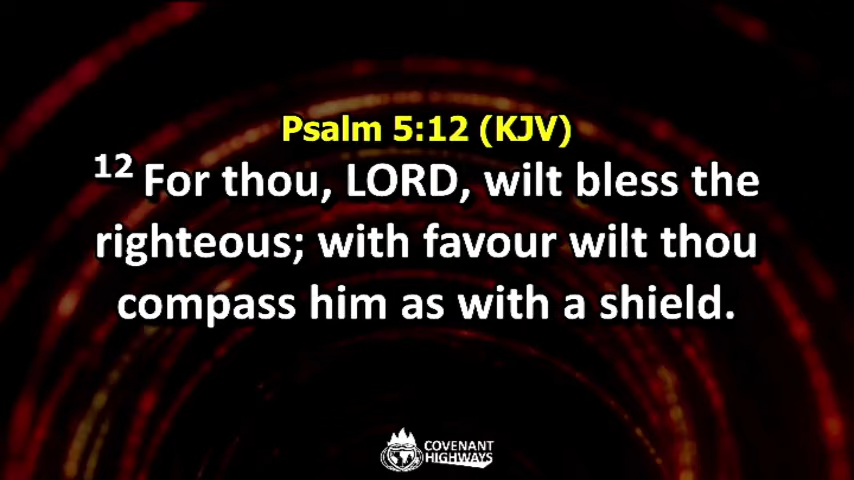 Psalm 5:12 (KJV)
12 For thou, LORD, wilt bless the
righteous; with favour wilt thou
compass him as with a shield.
COVENANT
HIGHWAYS